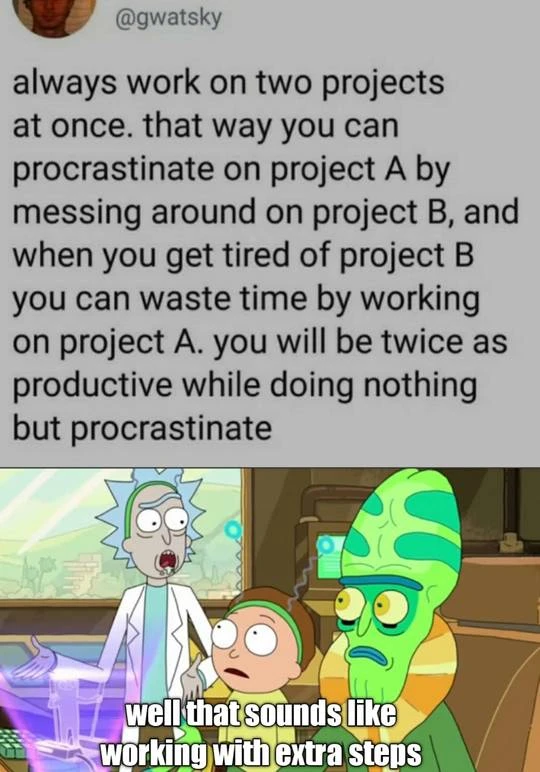 @gwatsky
always work on two projects
at once. that way you can
procrastinate on project A by
messing around on project B, and
when you get tired of project B
you can waste time by working
on project A. you will be twice as
productive while doing nothing
but procrastinate
well that sounds like
working with extra steps